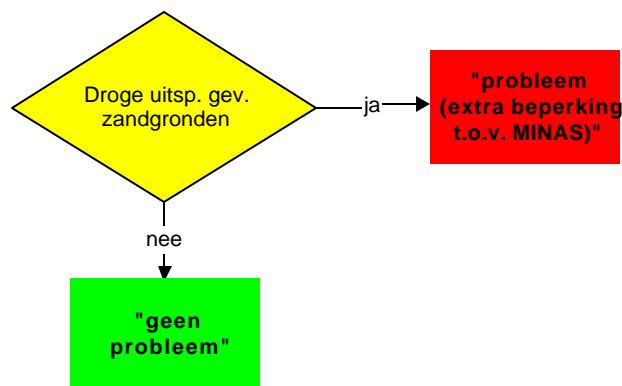 Droge uitsp. gev.
zandgronden
ja
"probleem
(extra beperking
t.o.v. MINAS)"
nee
"geen
probleem"